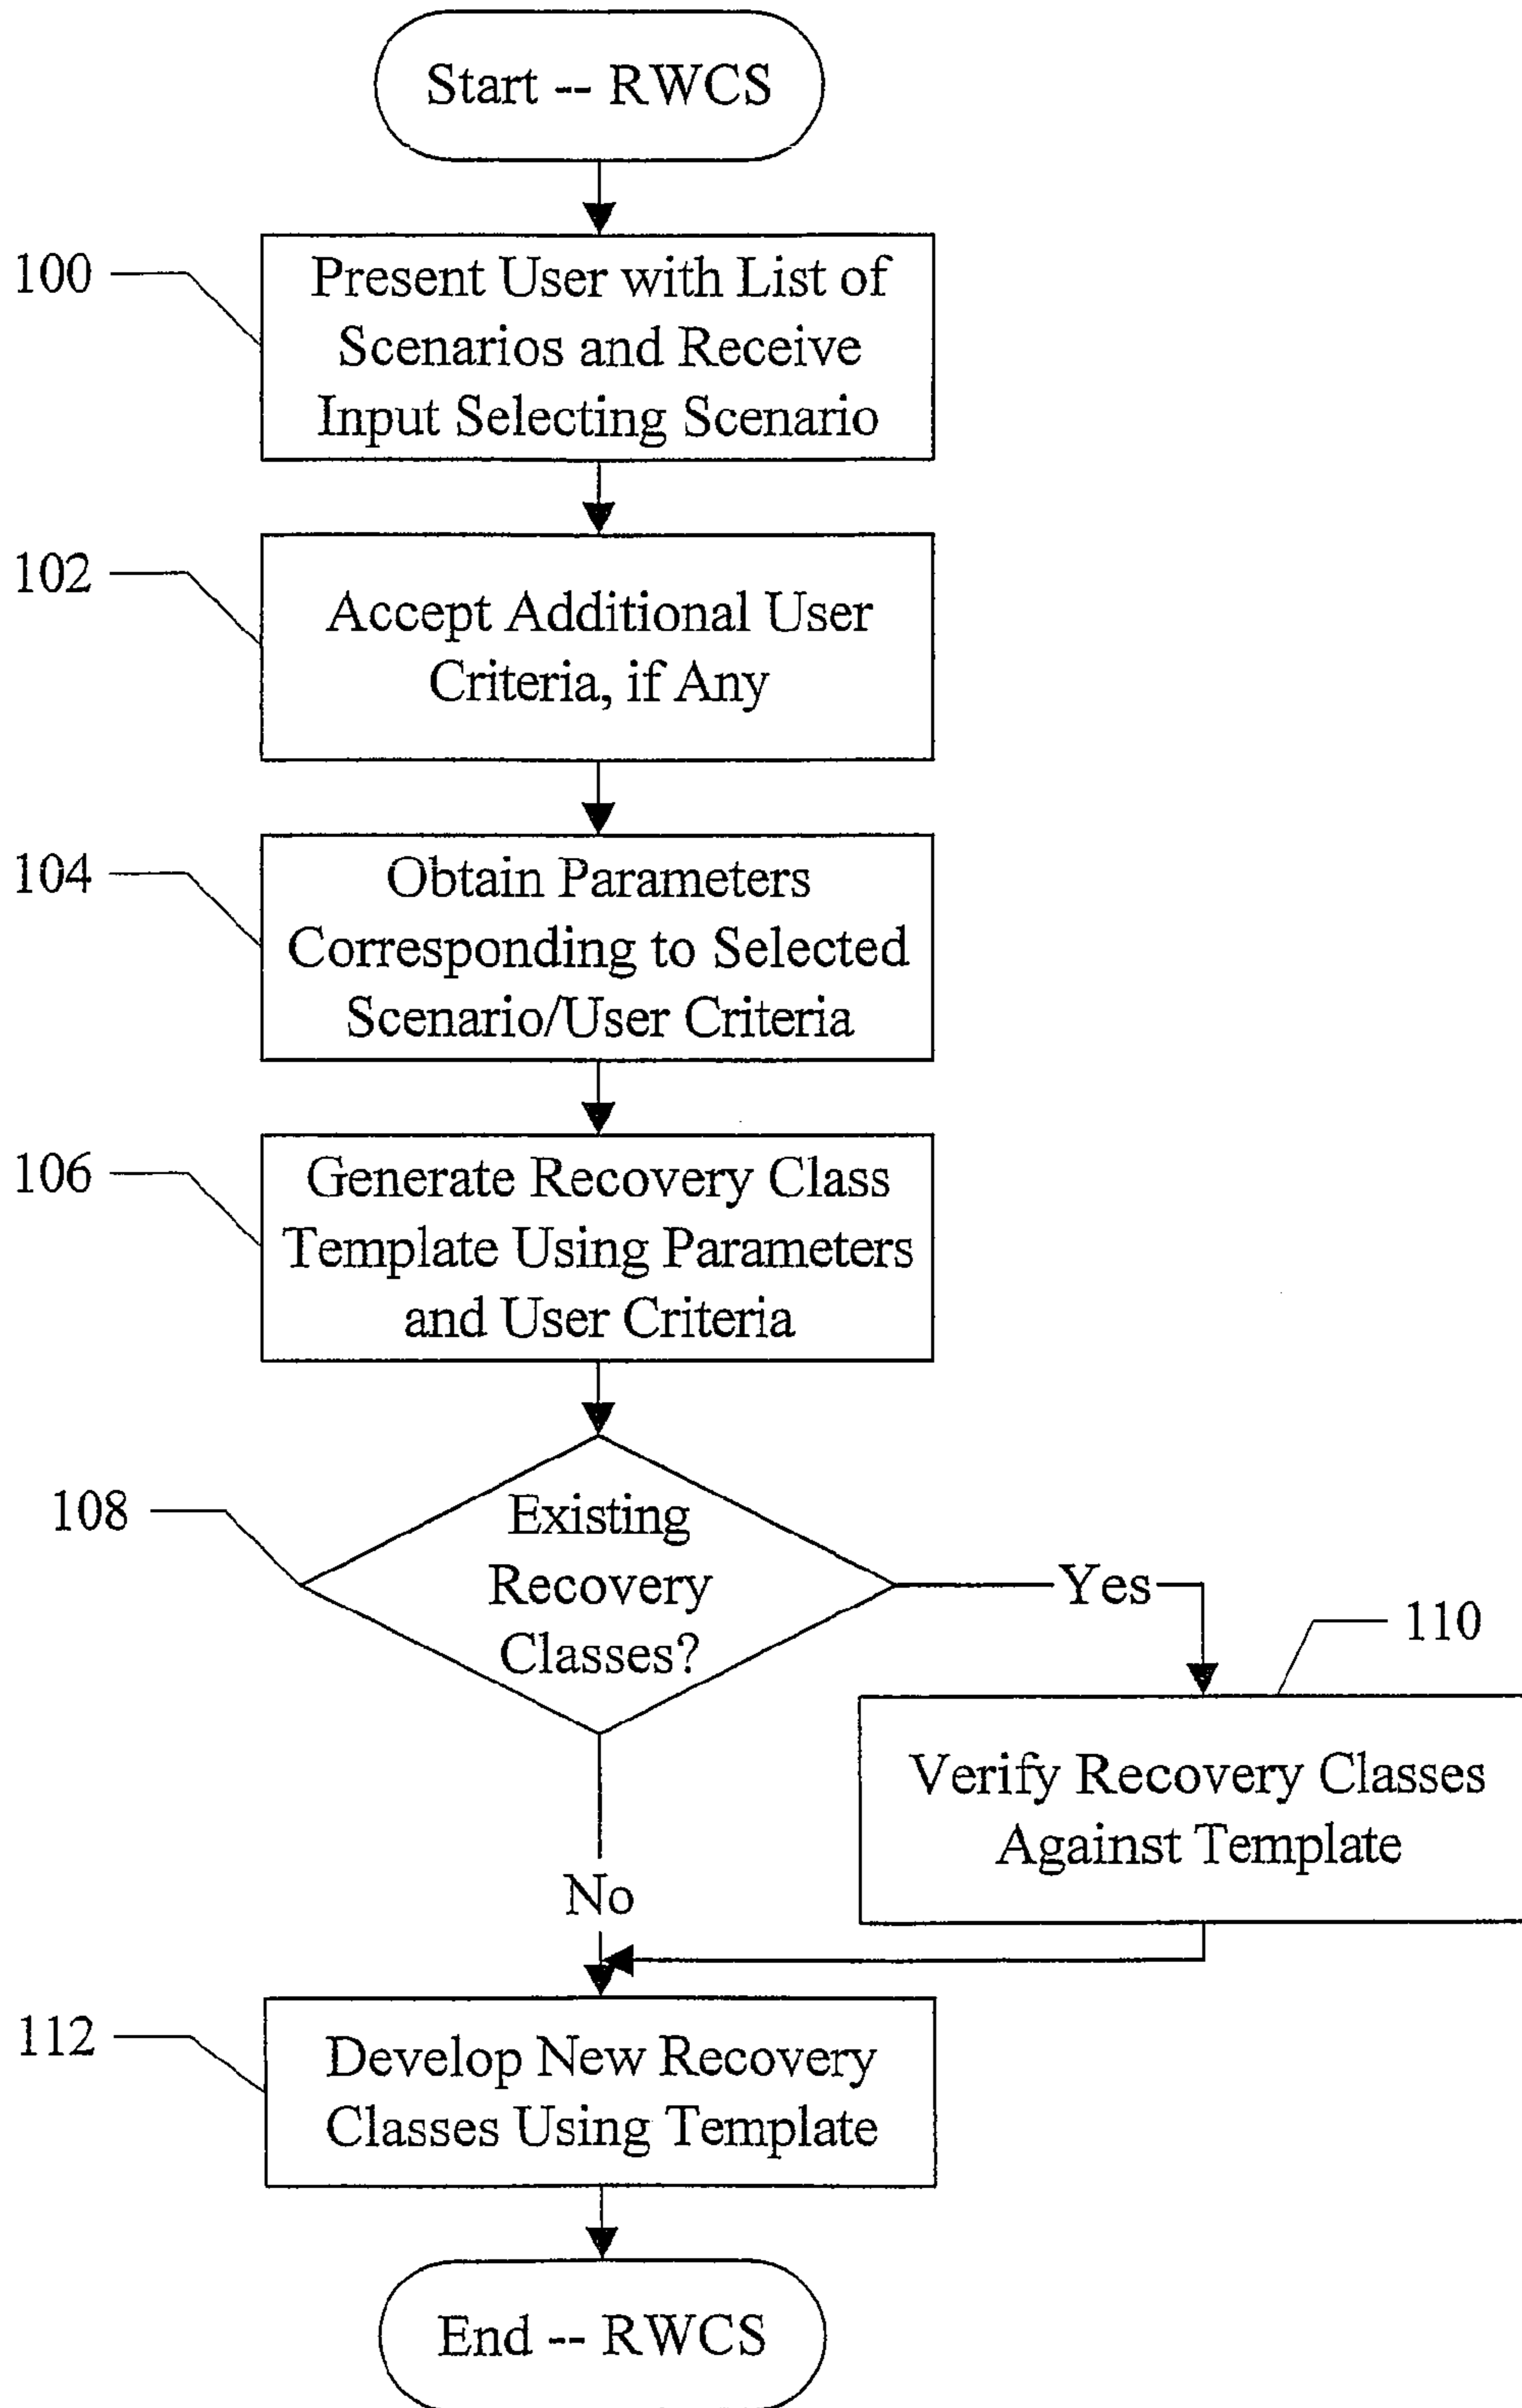 Start -- RWCS
100
Present User with List of
Scenarios and Receive
Input Selecting Scenario
102
Accept Additional User
Criteria, if Any
104
Obtain Parameters
Corresponding to Selected
Scenario/User Criteria
106
Generate Recovery Class
Template Using Parameters
and User Criteria
108
Existing
Recovery
Classes?
Yes
110
Verify Recovery Classes
Against Template
No
112
Develop New Recovery
Classes Using Template
End -- RWCS